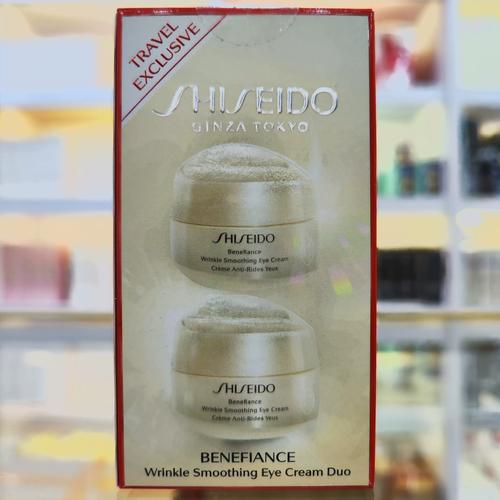 TRAVEL
EXCLUSIVE
SHISEIDO
GINZA TOKYO
SHISEIDO
Benefiance
Wrinkle Smoothing Eye Cream
Crème Anti-Rides Yeux
SHISEIDO
Benefiance
Wrinkle Smoothing Eye Cream
Crème Anti-Rides Yeux
BENEFIANCE
Wrinkle Smoothing Eye Cream Duo